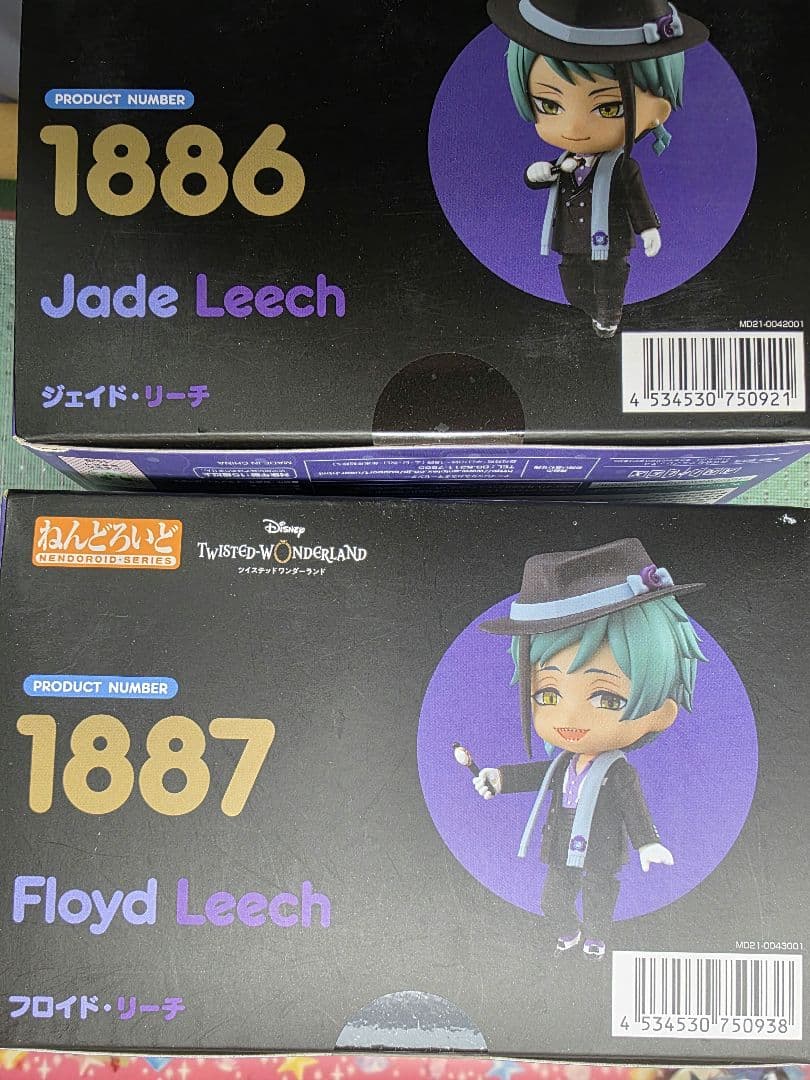 PRODUCT NUMBER
1886
Jade Leech
ジェイド・リーチ
MD21-0042001
4 534530 750921
MADE IN CHINA
ねんどろいど
NENDOROID・SERIES
Disney
TWISTED-WONDERLAND
ツイステッドワンダーランド
PRODUCT NUMBER
1887
Floyd Leech
フロイド・リーチ
MD21-0043001
4 534530 750938